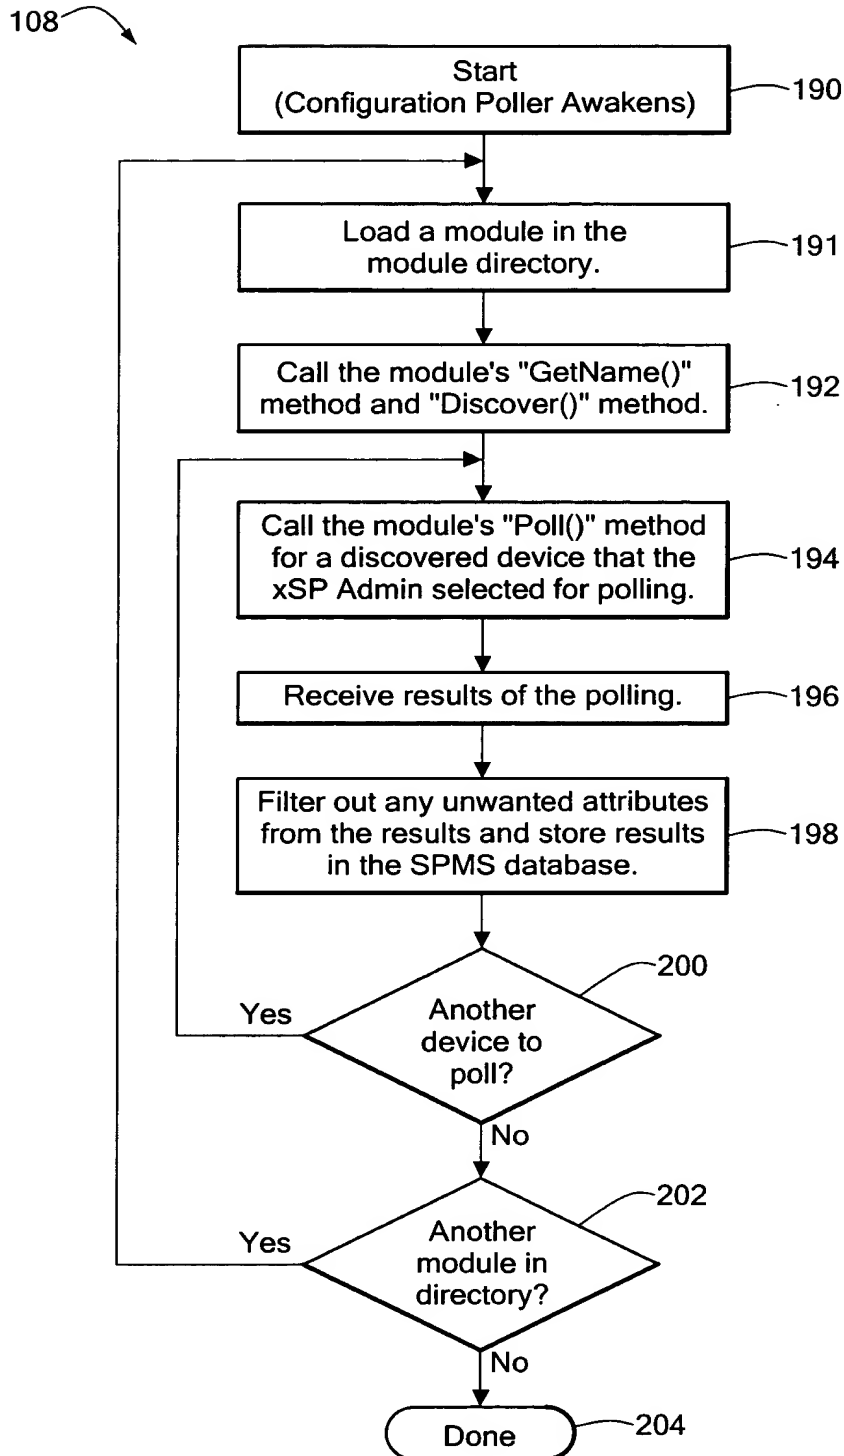 108
Start
(Configuration Poller Awakens)
190
Load a module in the
module directory.
191
Call the module's "GetName()"
method and "Discover()" method.
192
Call the module's "Poll()" method
for a discovered device that the
xSP Admin selected for polling.
194
Receive results of the polling.
196
Filter out any unwanted attributes
from the results and store results
in the SPMS database.
198
200
Another
device to
poll?
Yes
No
202
Another
module in
directory?
Yes
No
Done
204